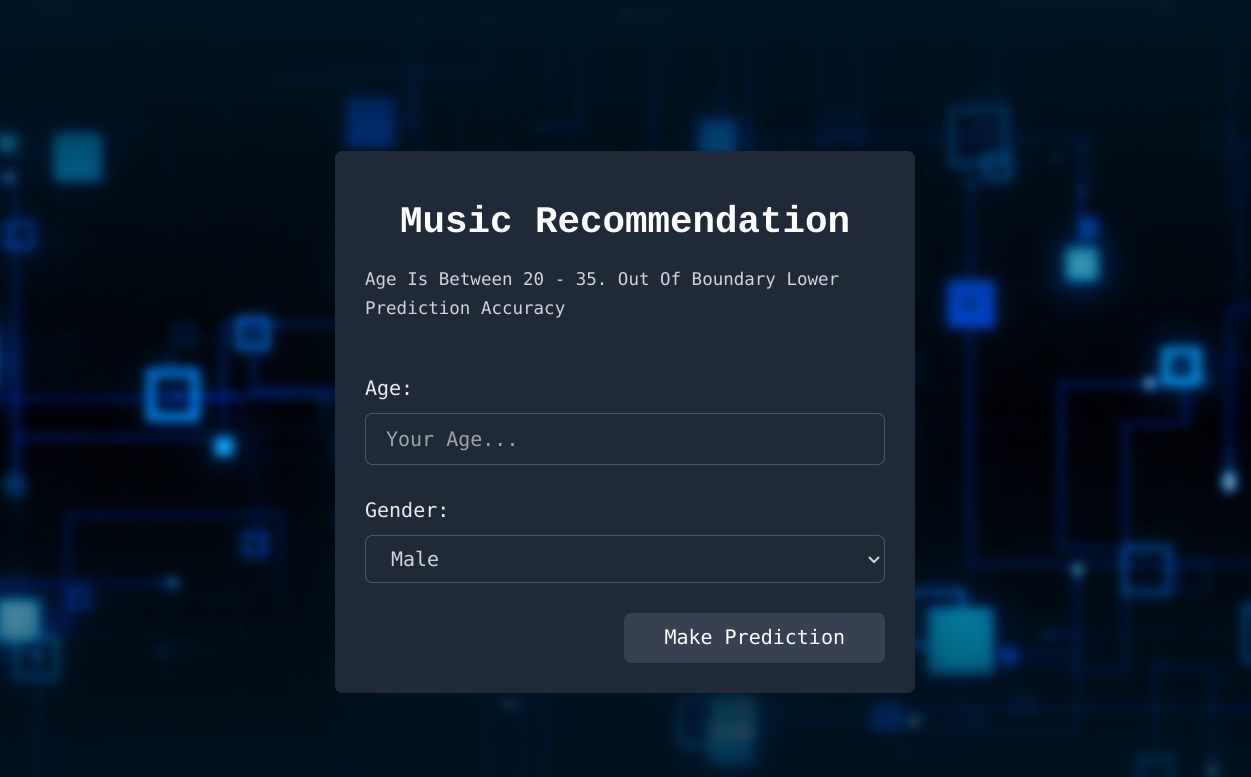 Music Recommendation
Age Is Between 20 - 35. Out Of Boundary Lower
Prediction Accuracy
Age:
Your Age...
Gender:
Male
Make Prediction